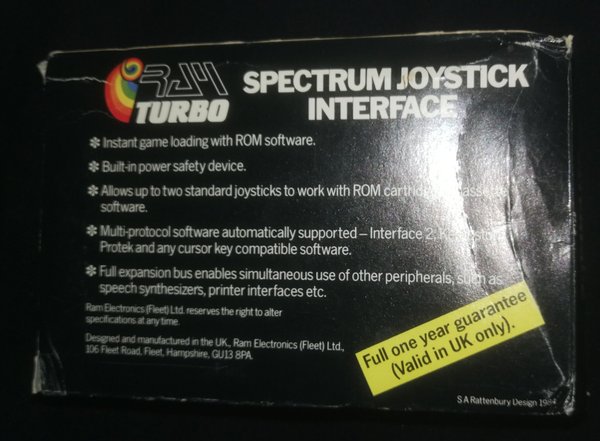 RAM TURBO
SPECTRUM JOYSTICK
INTERFACE
✽ Instant game loading with ROM software.
✽ Built-in power safety device.
✽ Allows up to two standard joysticks to work with ROM
software.
✽ Multi-protocol software automatically supported – Interface 2,
Protek and any cursor key compatible software.
✽ Full expansion bus enables simultaneous use of other peripherals, such as
speech synthesizers, printer interfaces etc.
Ram Electronics (Fleet) Ltd. reserves the right to alter
specifications at any time.
Designed and manufactured in the UK, Ram Electronics (Fleet) Ltd.,
106 Fleet Road, Fleet, Hampshire, GU13 8PA.
Full one year guarantee
(Valid in UK only).
S A Rattenbury Design